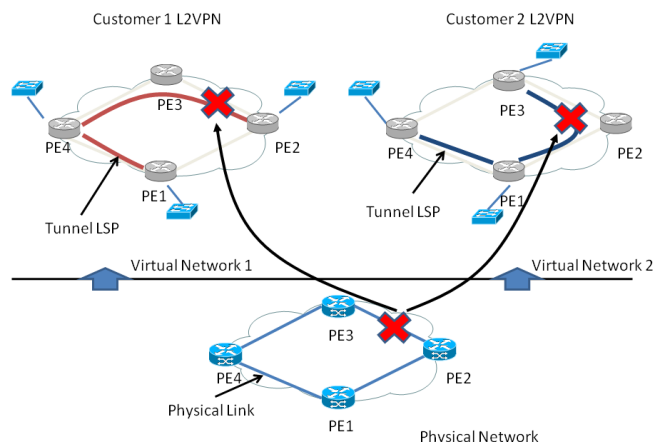 Customer 1 L2VPN
Customer 2 L2VPN
PE3
PE4
PE2
PE1
Tunnel LSP
PE3
PE4
PE2
PE1
Tunnel LSP
Virtual Network 1
Virtual Network 2
PE3
PE4
PE2
PE1
Physical Link
Physical Network